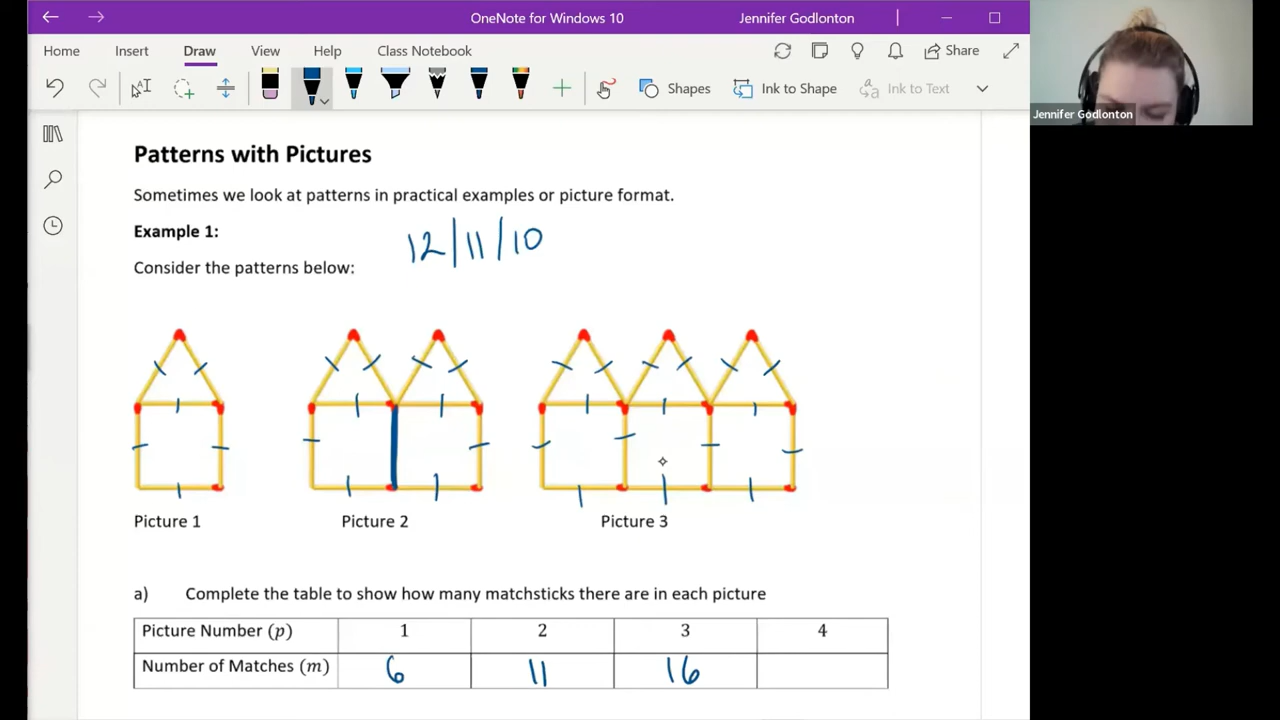 OneNote for Windows 10
Jennifer Godlonton
Home Insert Draw View Help Class Notebook Share
Shapes Ink to Shape Ink to Text
Jennifer Godlonton
Patterns with Pictures
Sometimes we look at patterns in practical examples or picture format.
Example 1:
12/11/10
Consider the patterns below:
Picture 1 Picture 2 Picture 3
a) Complete the table to show how many matchsticks there are in each picture
Picture Number (p) 1 2 3 4
Number of Matches (m) 6 11 16